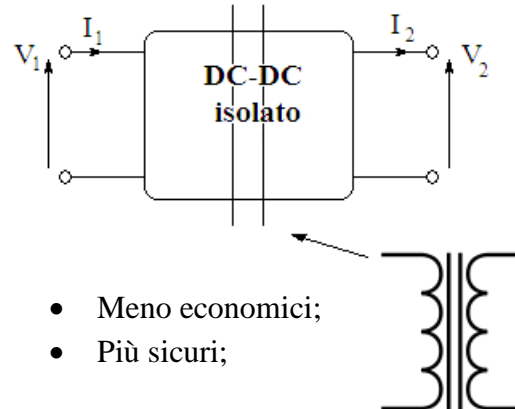 I1 I2
V1 DC-DC V2
isolato
• Meno economici;
• Più sicuri;